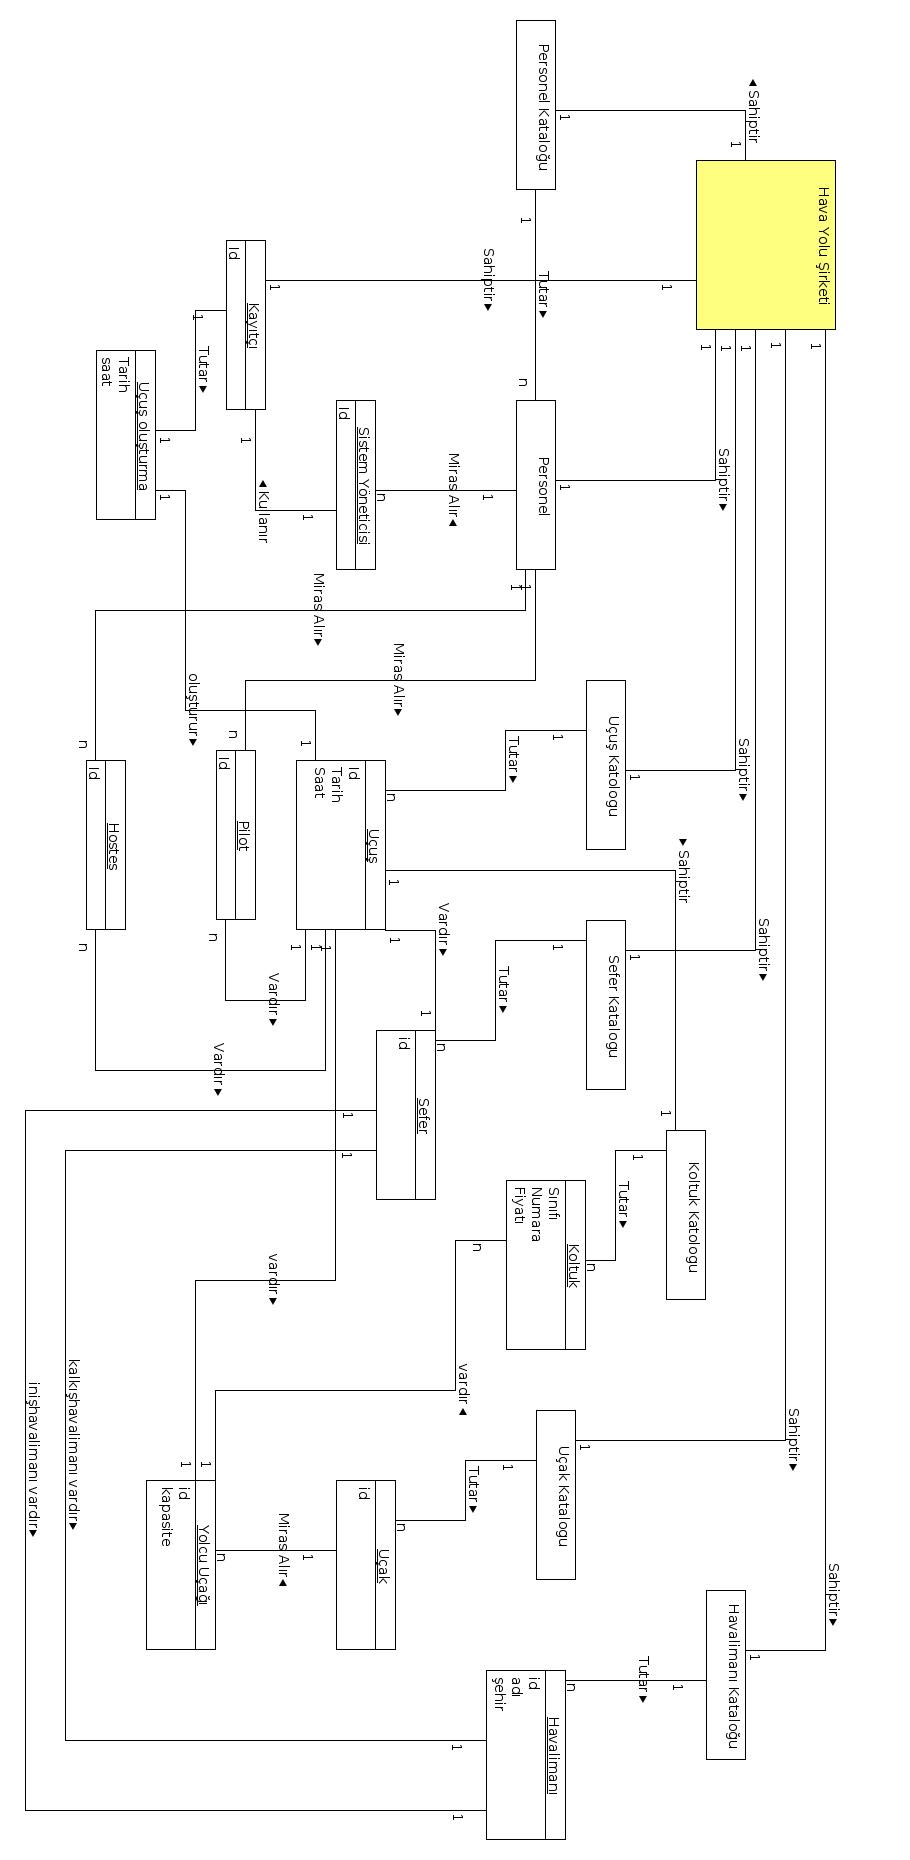 Hava Yolu Şirketi
1
Sahiptir
1
Personel Kataloğu
1
Tutar
n
1
Sahiptir
1
Kayıtçı
Id
1
Tutar
1
Uçuş oluşturma
Tarih
saat
1
Kullanır
1
Sistem Yöneticisi
Id
n
Miras Alır
1
Personel
1
Sahiptir
1
1
1
1
1
1
1
Miras Alır
Miras Alır
1
oluşturur
1
n
n
Sahiptir
1
Uçuş Katologu
1
Tutar
n
Uçuş
Id
Tarih
Saat
Pilot
Id
Hostes
Id
1
Sahiptir
1
Sahiptir
1
Sefer Katalogu
1
Tutar
n
1
Vardır
1
1
1
1
n
Vardır
n
Vardır
Sefer
id
1
1
Koltuk Katologu
1
Tutar
n
Koltuk
Sınıfı
Numara
Fiyatı
n
vardır
1
vardır
1
Sahiptir
1
Uçak Katalogu
1
Tutar
n
Uçak
id
1
Miras Alır
n
Yolcu Uçağı
id
kapasite
kalkışhavalimanı vardır
inişhavalimanı vardır
Sahiptir
1
Havalimanı Kataloğu
1
Tutar
n
Havalimanı
id
adı
şehir
1
1